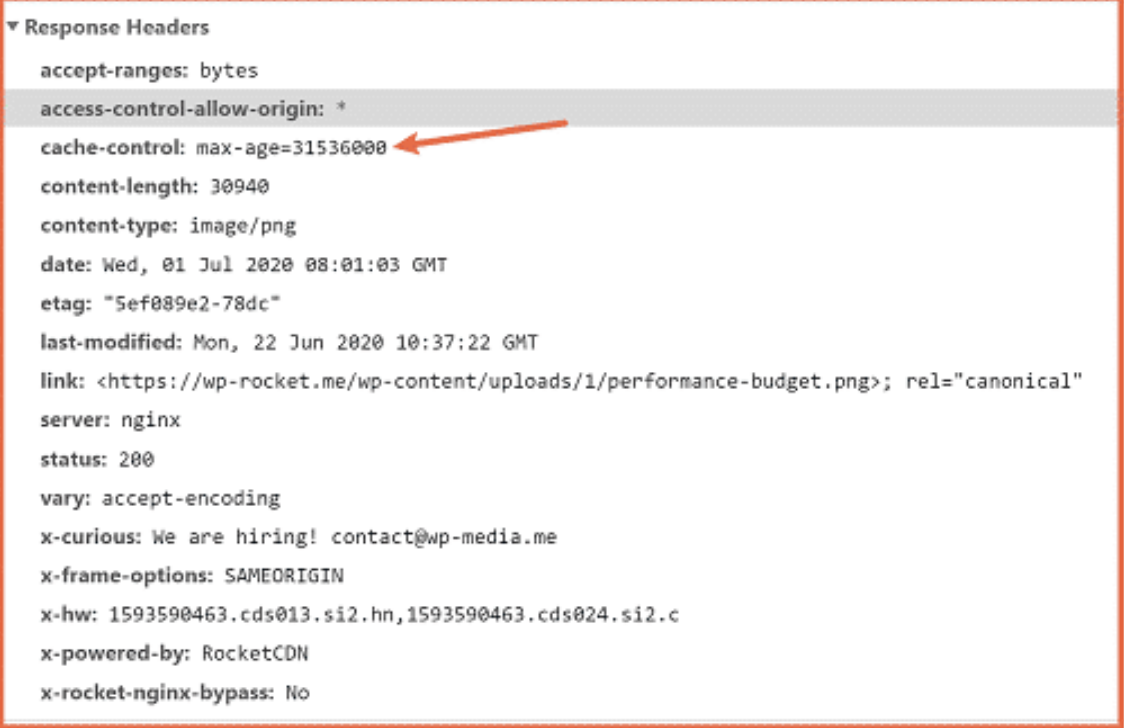 Response Headers
accept-ranges: bytes
access-control-allow-origin: *
cache-control: max-age=31536000
content-length: 30940
content-type: image/png
date: Wed, 01 Jul 2020 08:01:03 GMT
etag: "5ef089e2-78dc"
last-modified: Mon, 22 Jun 2020 10:37:22 GMT
link: <https://wp-rocket.me/wp-content/uploads/1/performance-budget.png>; rel="canonical"
server: nginx
status: 200
vary: accept-encoding
x-curious: We are hiring! contact@wp-media.me
x-frame-options: SAMEORIGIN
x-hw: 1593590463.cds013.si2.hn,1593590463.cds024.si2.c
x-powered-by: RocketCDN
x-rocket-nginx-bypass: No